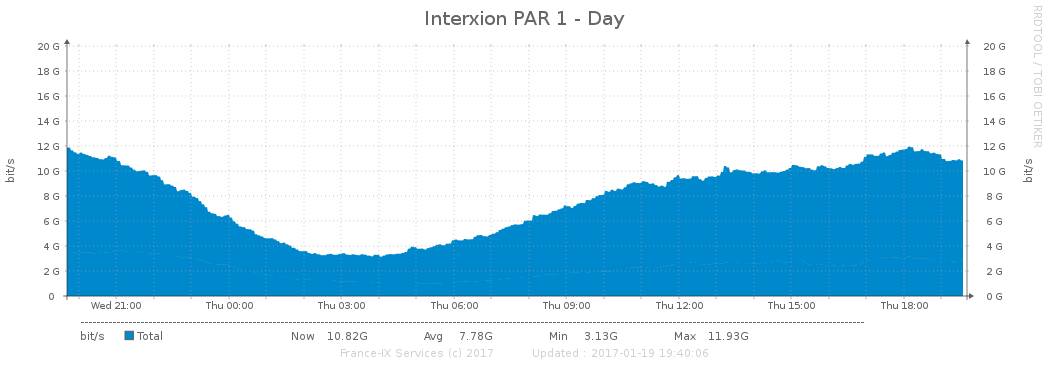 Interxion PAR 1 - Day
RRDTOOL / TOBI OETIKER
bit/s
20 G 20 G
18 G 18 G
16 G 16 G
14 G 14 G
12 G 12 G
10 G 10 G
8 G 8 G
6 G 6 G
4 G 4 G
2 G 2 G
0 0 G
bit/s
Wed 21:00 Thu 00:00 Thu 03:00 Thu 06:00 Thu 09:00 Thu 12:00 Thu 15:00 Thu 18:00
bit/s Total Now 10.82G Avg 7.78G Min 3.13G Max 11.93G
France-IX Services (c) 2017 Updated : 2017-01-19 19:40:06